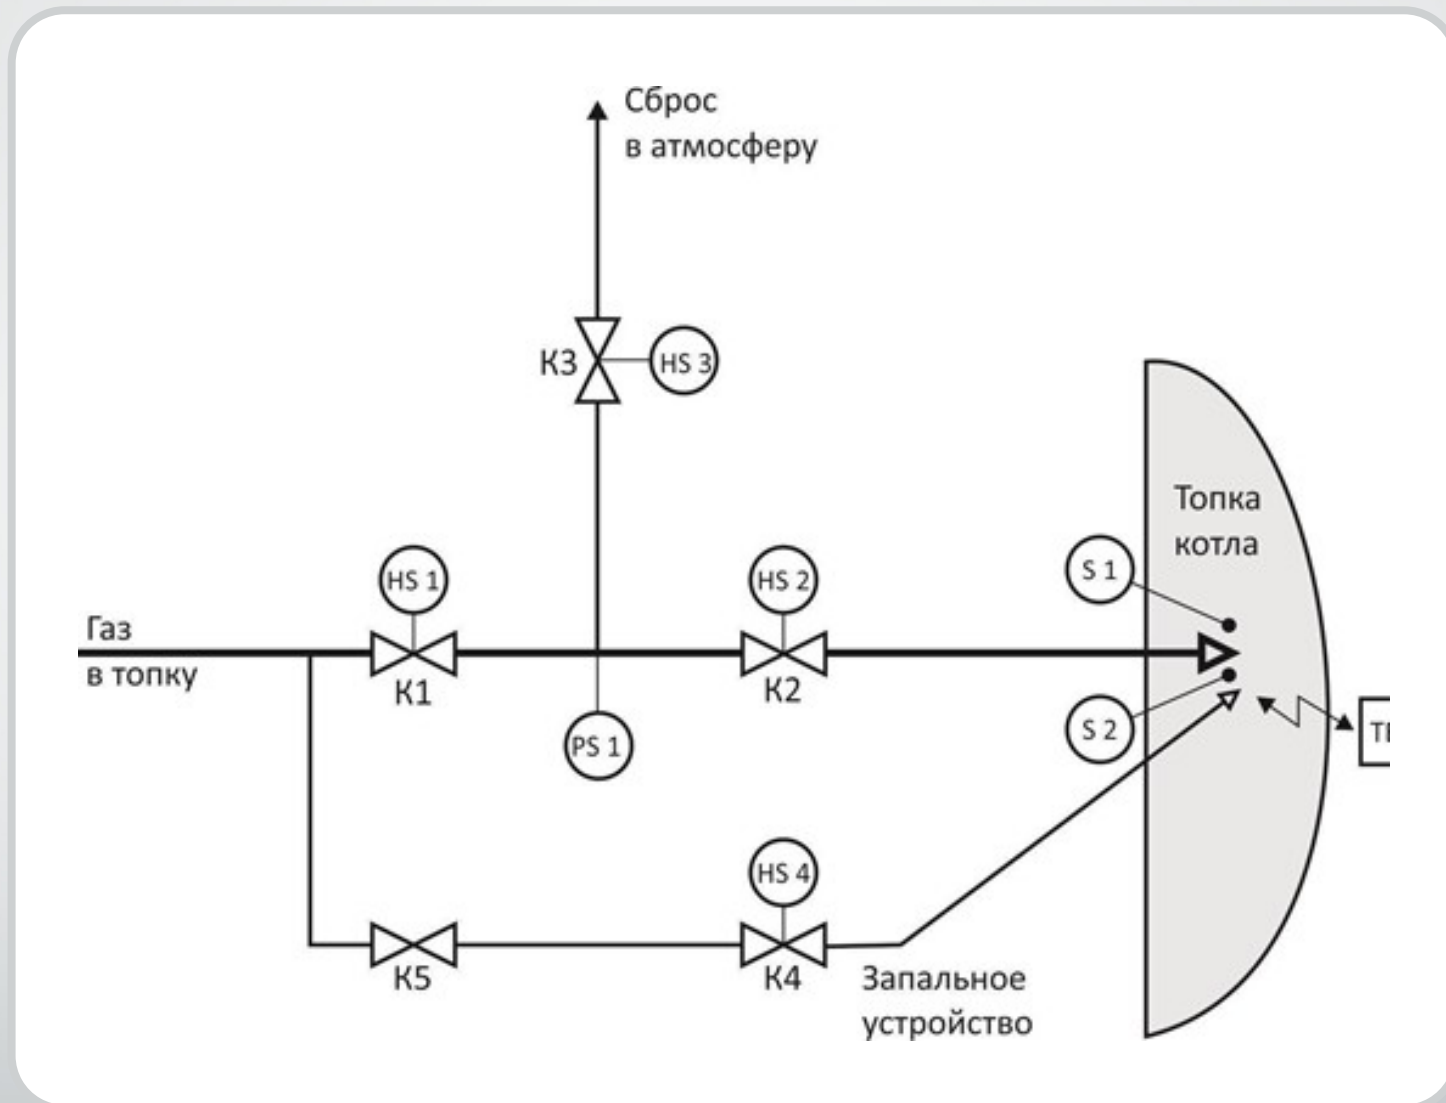 Сброс
в атмосферу
К3
HS 3
Топка
котла
HS 1
HS 2
S 1
Газ
в топку
К1
К2
PS 1
S 2
HS 4
К5
К4
Запальное
устройство